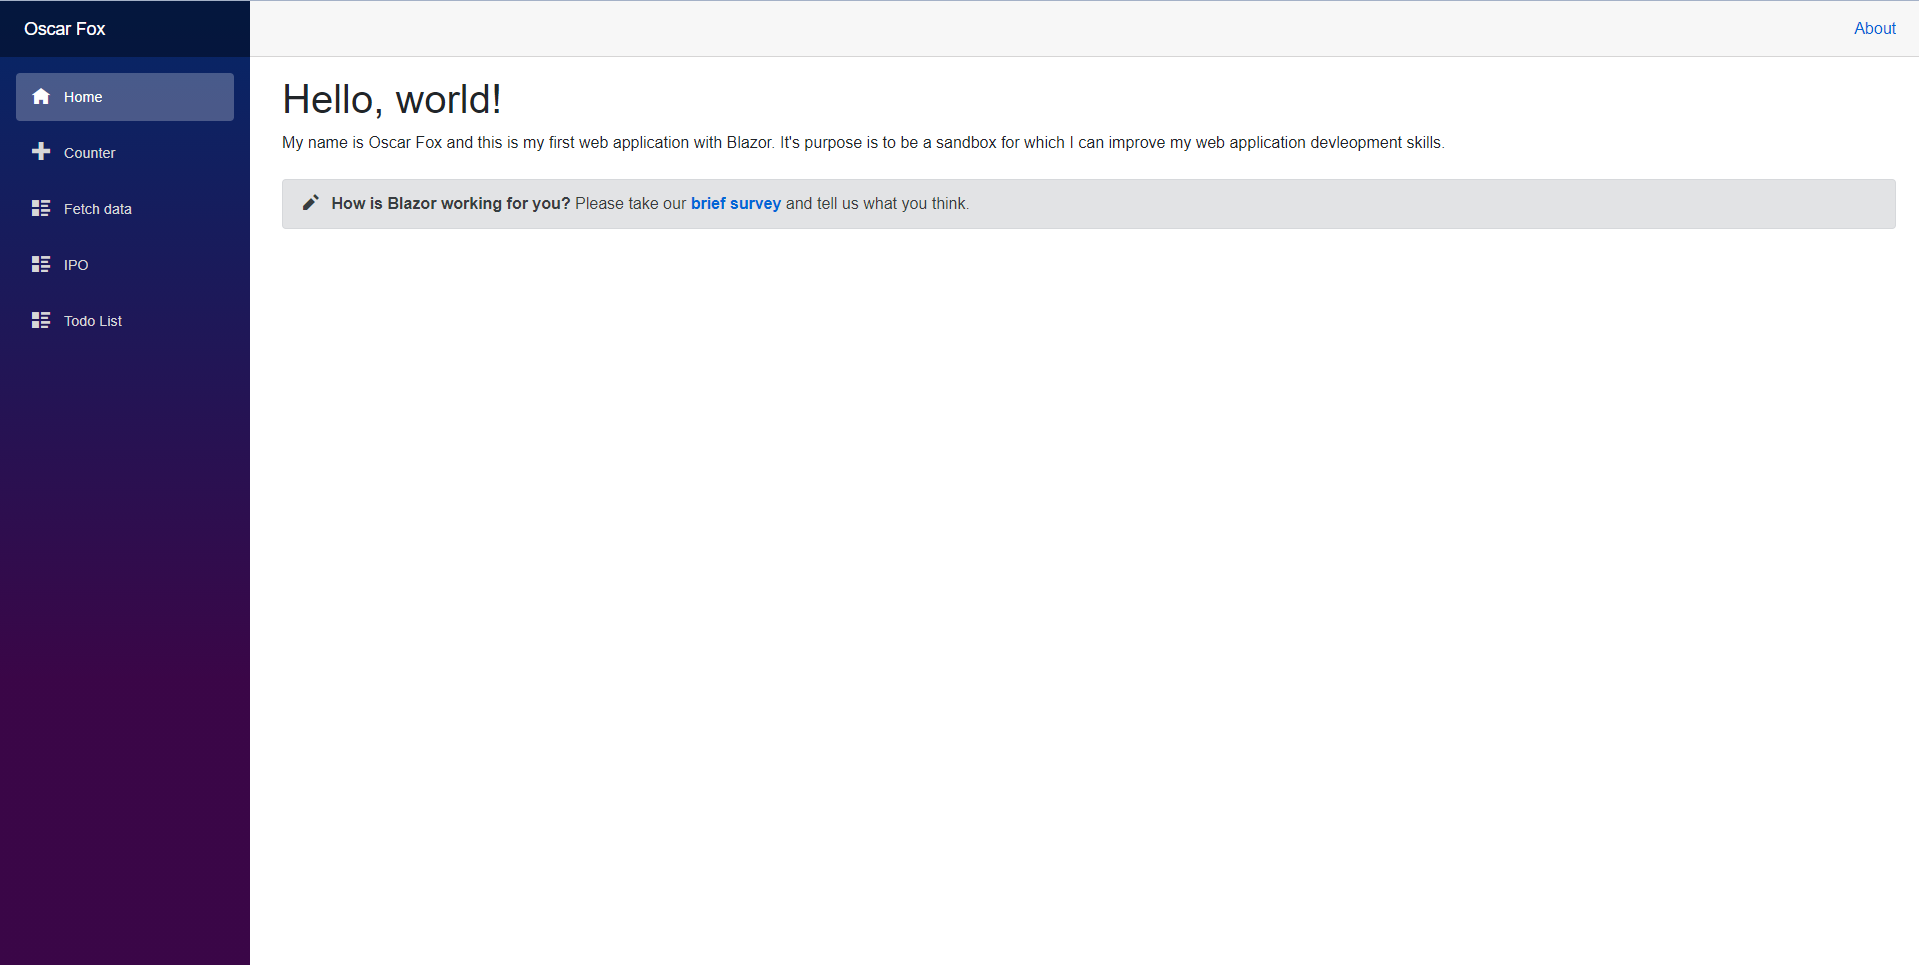 Oscar Fox
About
Home
Counter
Fetch data
IPO
Todo List
Hello, world!
My name is Oscar Fox and this is my first web application with Blazor. It's purpose is to be a sandbox for which I can improve my web application devleopment skills.
How is Blazor working for you? Please take our brief survey and tell us what you think.